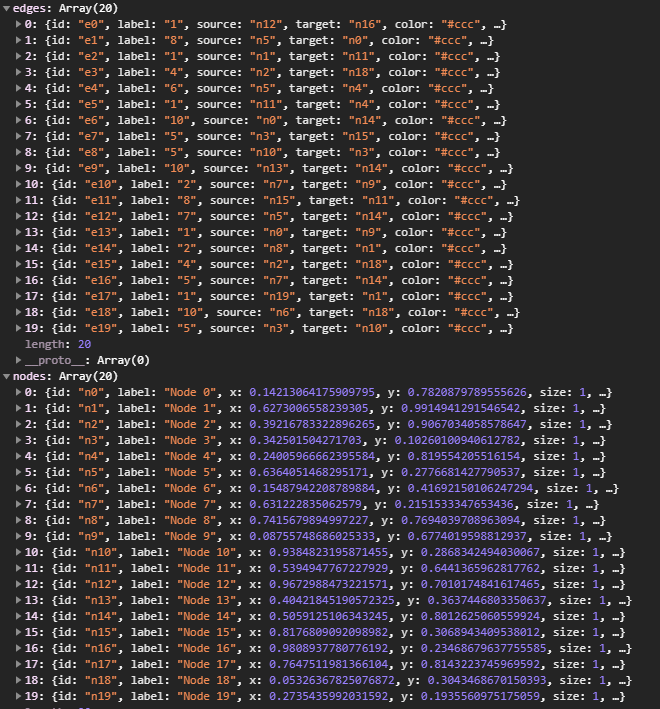 ▼edges: Array(20)
▶0: {id: "e0", label: "1", source: "n12", target: "n16", color: "#ccc", …}
▶1: {id: "e1", label: "8", source: "n5", target: "n0", color: "#ccc", …}
▶2: {id: "e2", label: "1", source: "n1", target: "n11", color: "#ccc", …}
▶3: {id: "e3", label: "4", source: "n2", target: "n18", color: "#ccc", …}
▶4: {id: "e4", label: "6", source: "n5", target: "n4", color: "#ccc", …}
▶5: {id: "e5", label: "1", source: "n11", target: "n4", color: "#ccc", …}
▶6: {id: "e6", label: "10", source: "n0", target: "n14", color: "#ccc", …}
▶7: {id: "e7", label: "5", source: "n3", target: "n15", color: "#ccc", …}
▶8: {id: "e8", label: "5", source: "n10", target: "n3", color: "#ccc", …}
▶9: {id: "e9", label: "10", source: "n13", target: "n14", color: "#ccc", …}
▶10: {id: "e10", label: "2", source: "n7", target: "n9", color: "#ccc", …}
▶11: {id: "e11", label: "8", source: "n15", target: "n11", color: "#ccc", …}
▶12: {id: "e12", label: "7", source: "n5", target: "n14", color: "#ccc", …}
▶13: {id: "e13", label: "1", source: "n0", target: "n9", color: "#ccc", …}
▶14: {id: "e14", label: "2", source: "n8", target: "n1", color: "#ccc", …}
▶15: {id: "e15", label: "4", source: "n2", target: "n18", color: "#ccc", …}
▶16: {id: "e16", label: "5", source: "n7", target: "n14", color: "#ccc", …}
▶17: {id: "e17", label: "1", source: "n19", target: "n1", color: "#ccc", …}
▶18: {id: "e18", label: "10", source: "n6", target: "n18", color: "#ccc", …}
▶19: {id: "e19", label: "5", source: "n3", target: "n10", color: "#ccc", …}
length: 20
▶__proto__: Array(0)
▼nodes: Array(20)
▶0: {id: "n0", label: "Node 0", x: 0.14213064175909795, y: 0.7820879789555626, size: 1, …}
▶1: {id: "n1", label: "Node 1", x: 0.6273006558239305, y: 0.9914941291546542, size: 1, …}
▶2: {id: "n2", label: "Node 2", x: 0.39216783322896265, y: 0.9067034058578647, size: 1, …}
▶3: {id: "n3", label: "Node 3", x: 0.342501504271703, y: 0.10260100940612782, size: 1, …}
▶4: {id: "n4", label: "Node 4", x: 0.24005966662395584, y: 0.819554205516154, size: 1, …}
▶5: {id: "n5", label: "Node 5", x: 0.6364051468295171, y: 0.2776681427790537, size: 1, …}
▶6: {id: "n6", label: "Node 6", x: 0.15487942208789884, y: 0.41692150106247294, size: 1, …}
▶7: {id: "n7", label: "Node 7", x: 0.631222835062579, y: 0.2151533347653436, size: 1, …}
▶8: {id: "n8", label: "Node 8", x: 0.7415679894997227, y: 0.7694039708963094, size: 1, …}
▶9: {id: "n9", label: "Node 9", x: 0.08755748686025333, y: 0.6774019598812937, size: 1, …}
▶10: {id: "n10", label: "Node 10", x: 0.9384823195871455, y: 0.2868342494030067, size: 1, …}
▶11: {id: "n11", label: "Node 11", x: 0.5394947767227929, y: 0.6441365962817762, size: 1, …}
▶12: {id: "n12", label: "Node 12", x: 0.9672988473221571, y: 0.7010174841617465, size: 1, …}
▶13: {id: "n13", label: "Node 13", x: 0.40421845190572325, y: 0.3637446803350637, size: 1, …}
▶14: {id: "n14", label: "Node 14", x: 0.5059125106343245, y: 0.8012625060559924, size: 1, …}
▶15: {id: "n15", label: "Node 15", x: 0.8176809092098982, y: 0.3068943409538012, size: 1, …}
▶16: {id: "n16", label: "Node 16", x: 0.9808937780776192, y: 0.23468679637755585, size: 1, …}
▶17: {id: "n17", label: "Node 17", x: 0.7647511981366104, y: 0.8143223745969592, size: 1, …}
▶18: {id: "n18", label: "Node 18", x: 0.05326367825076872, y: 0.3043468670150393, size: 1, …}
▶19: {id: "n19", label: "Node 19", x: 0.2735435992031592, y: 0.1935560975175059, size: 1, …}